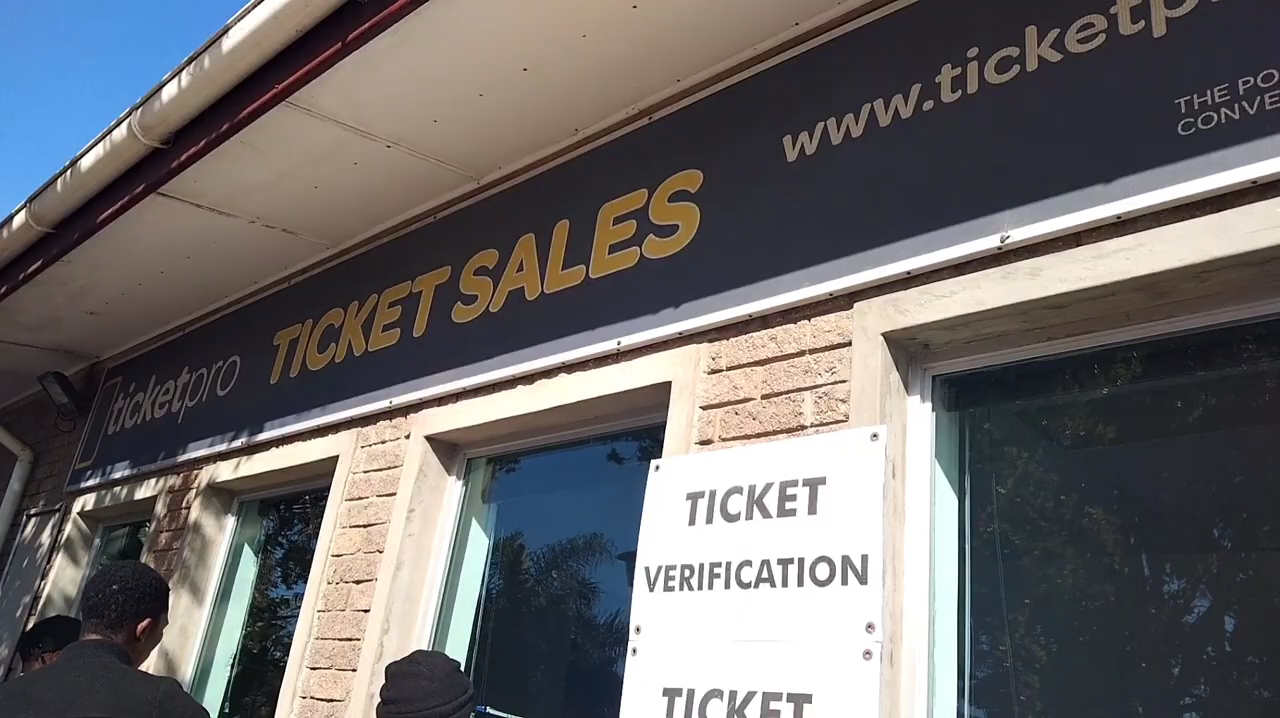 ticketpro
TICKET SALES
www.ticketp
THE PO
CONVE
TICKET
VERIFICATION
TICKET